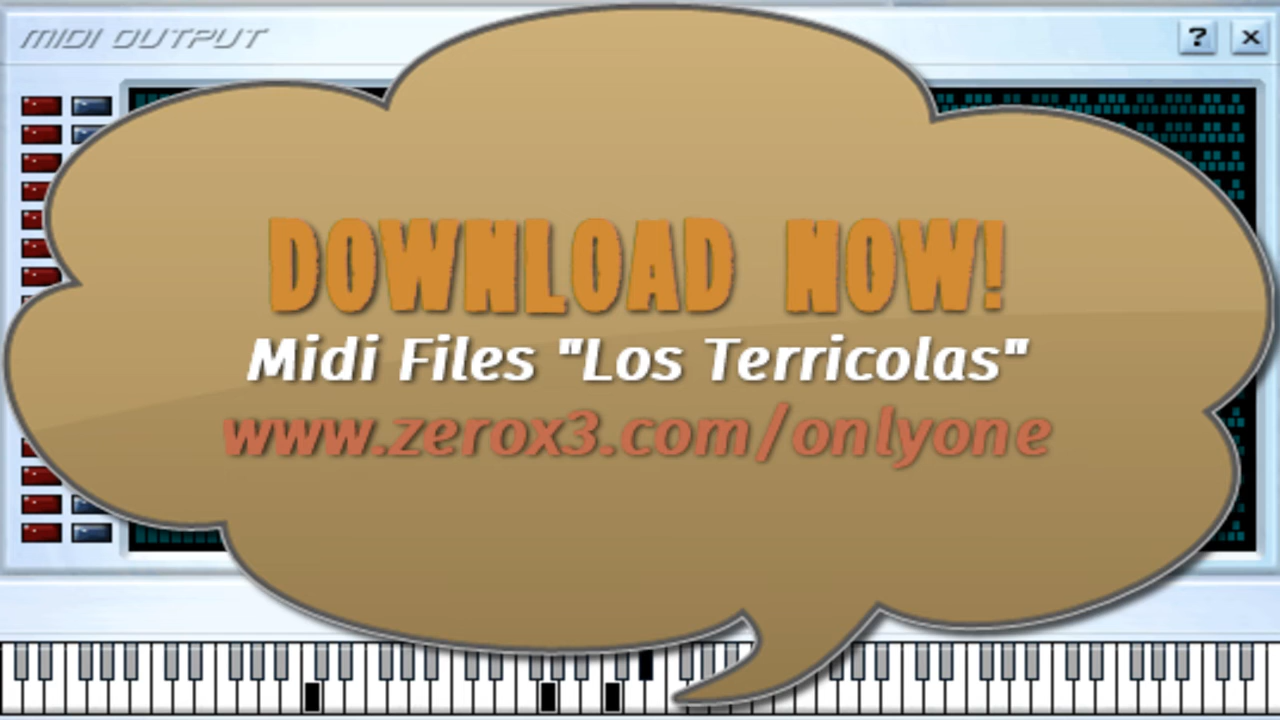 MIDI OUTPUT
? ×
DOWNLOAD NOW!
Midi Files "Los Terricolas"
www.zerox3.com/onlyone